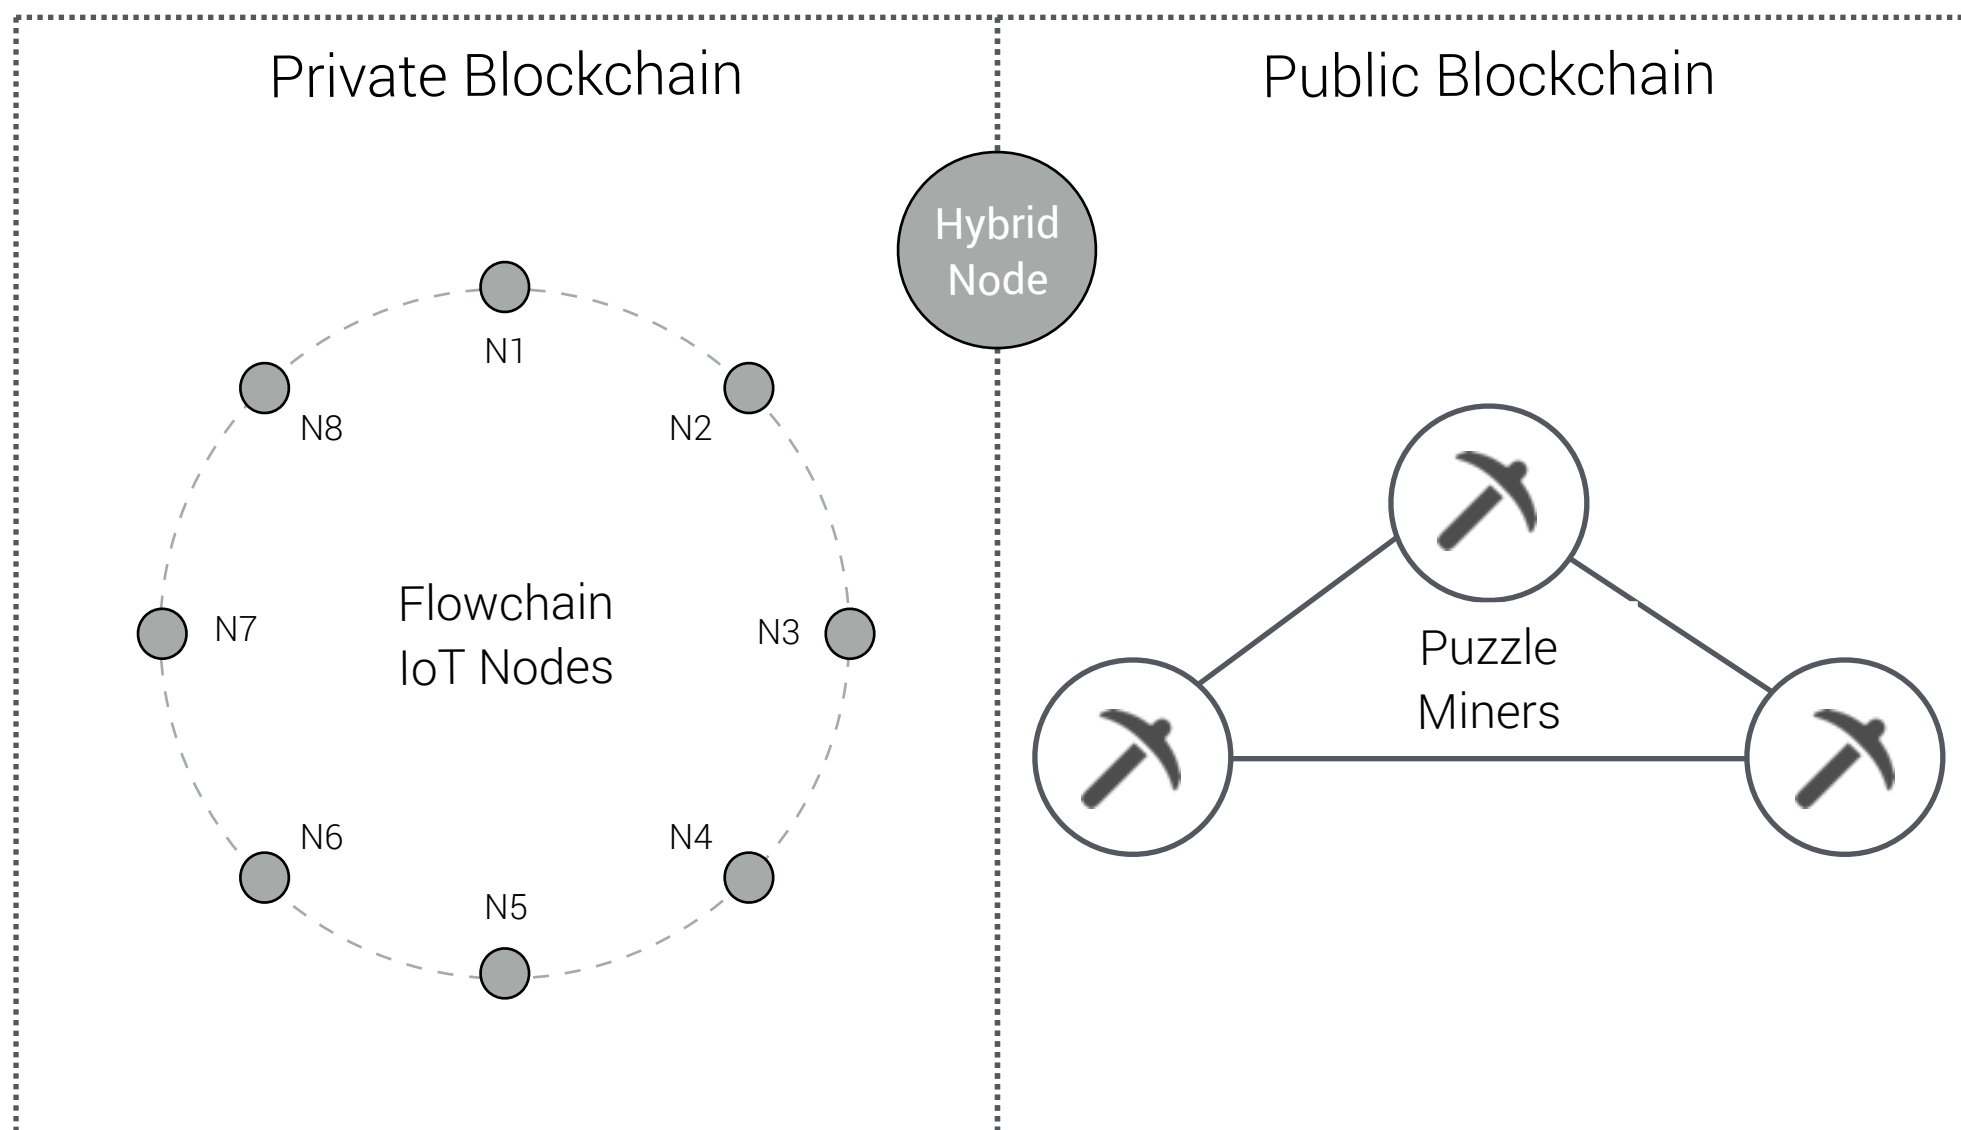 Private Blockchain
Public Blockchain
Hybrid
Node
N1
N8
N2
Flowchain
IoT Nodes
N7
N3
Puzzle
Miners
N6
N4
N5